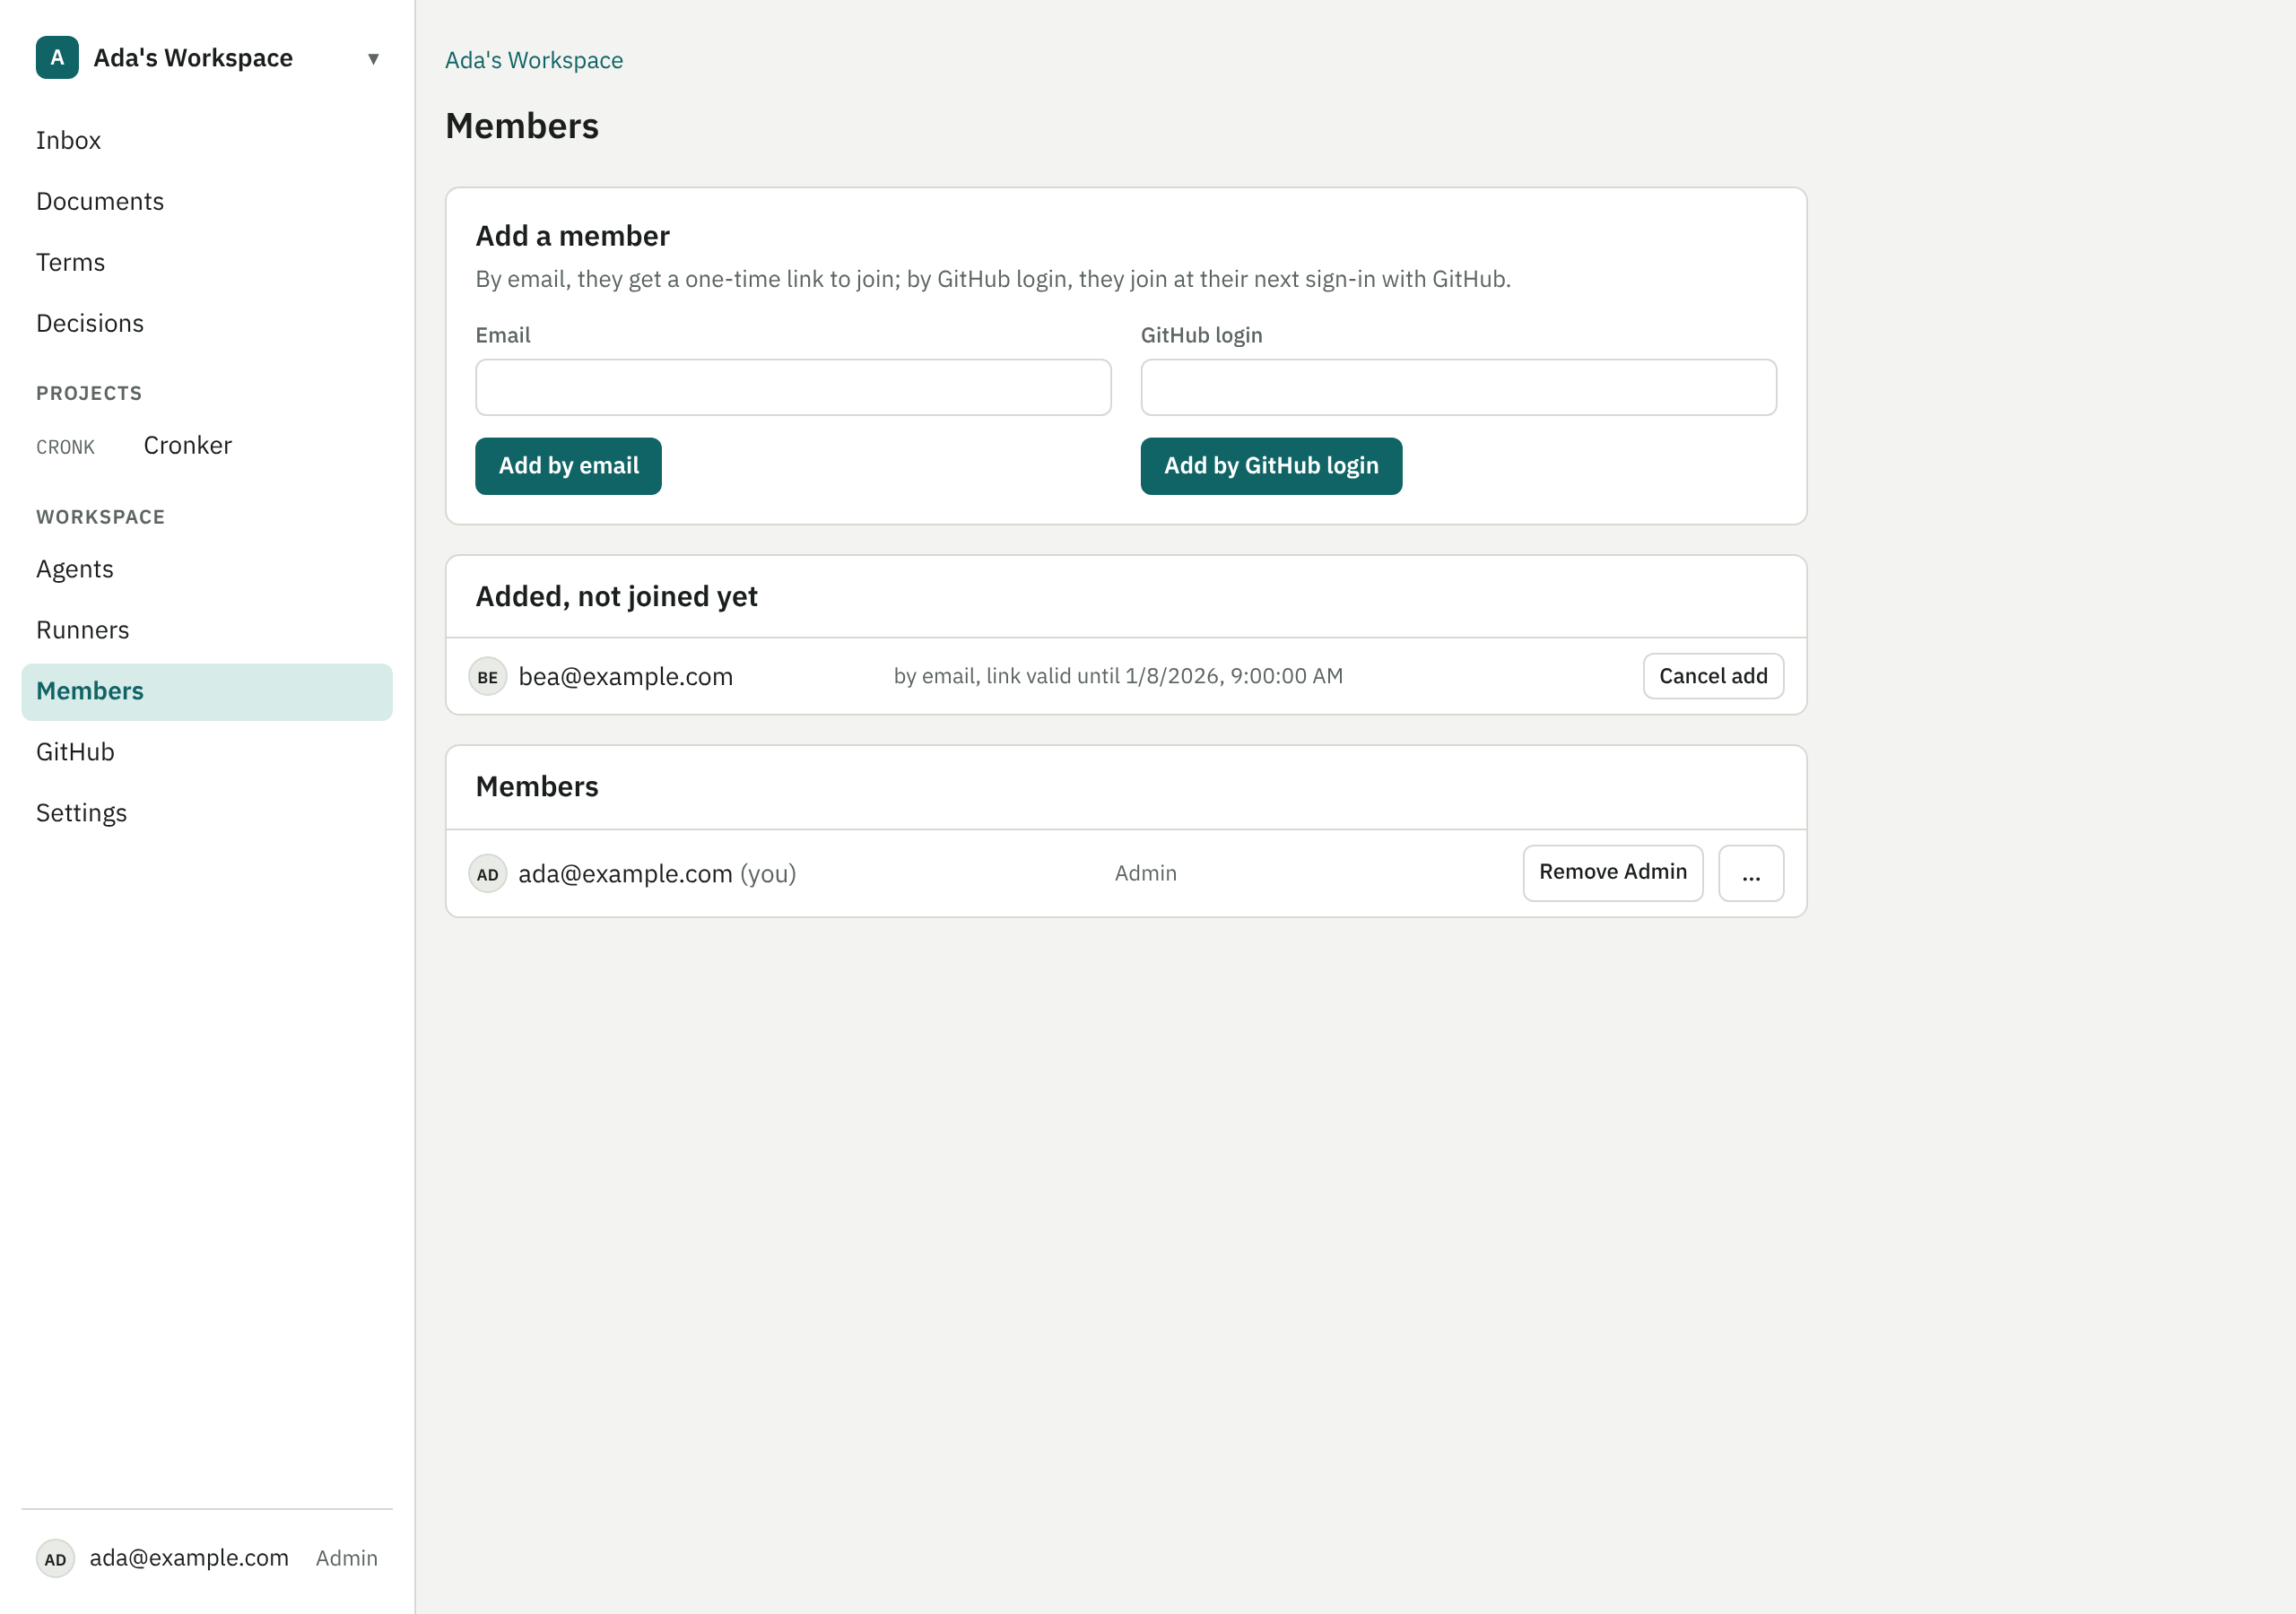 A Ada's Workspace ▼
Inbox
Documents
Terms
Decisions
PROJECTS
CRONK Cronker
WORKSPACE
Agents
Runners
Members
GitHub
Settings
AD ada@example.com Admin
Ada's Workspace
Members
Add a member
By email, they get a one-time link to join; by GitHub login, they join at their next sign-in with GitHub.
Email GitHub login
Add by email Add by GitHub login
Added, not joined yet
BE bea@example.com by email, link valid until 1/8/2026, 9:00:00 AM Cancel add
Members
AD ada@example.com (you) Admin Remove Admin ...